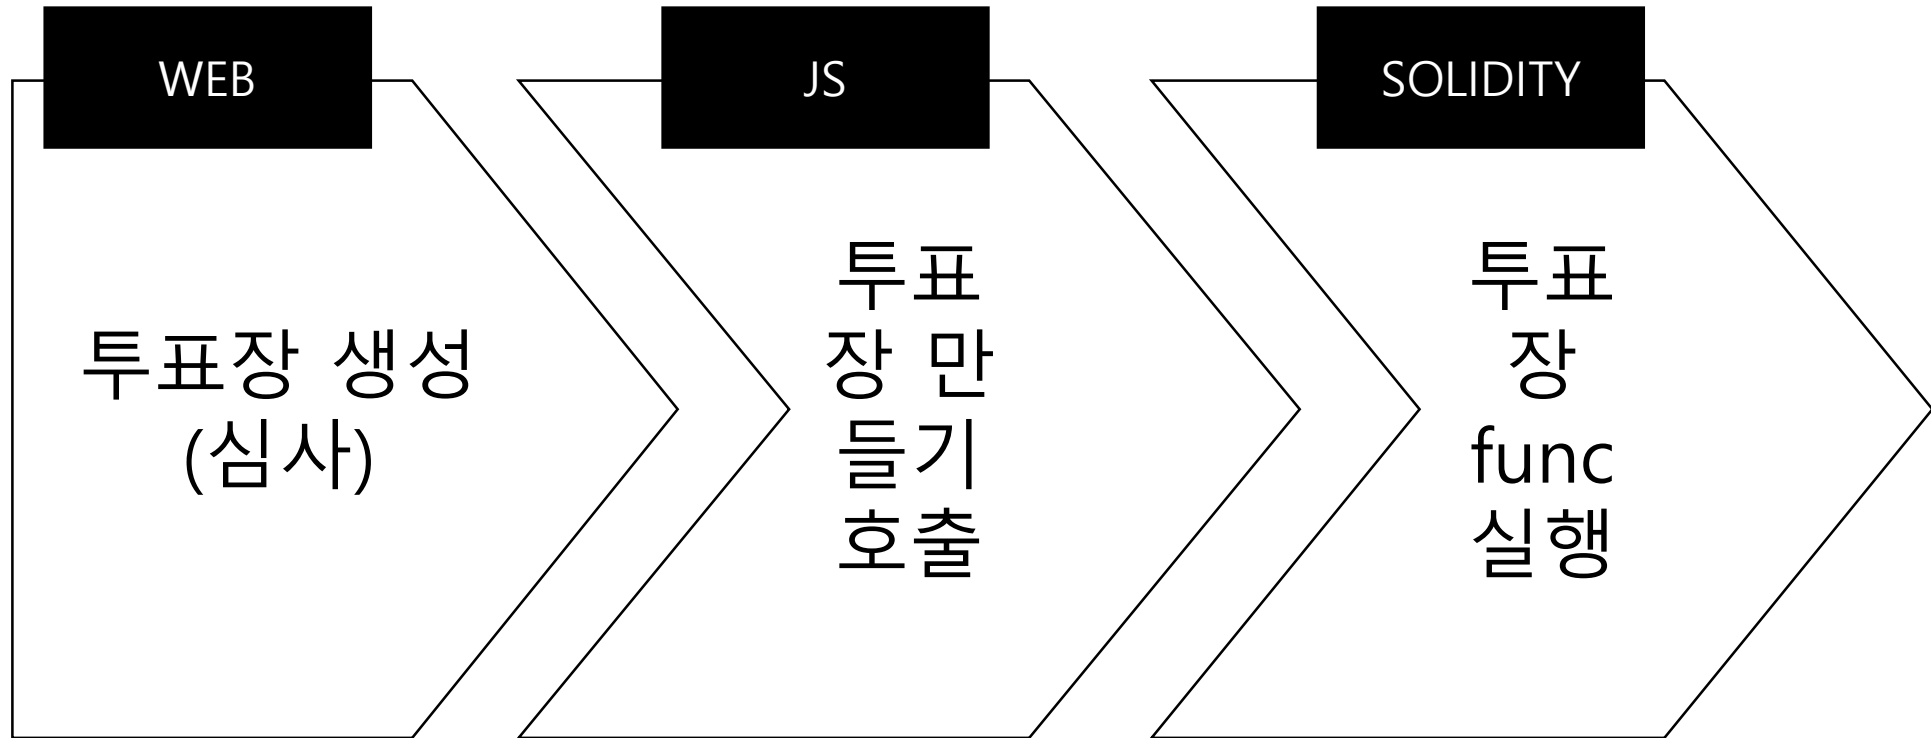 WEB
투표장 생성
(심사)
JS
투표
장 만
들기
호출
SOLIDITY
투표
장
func
실행